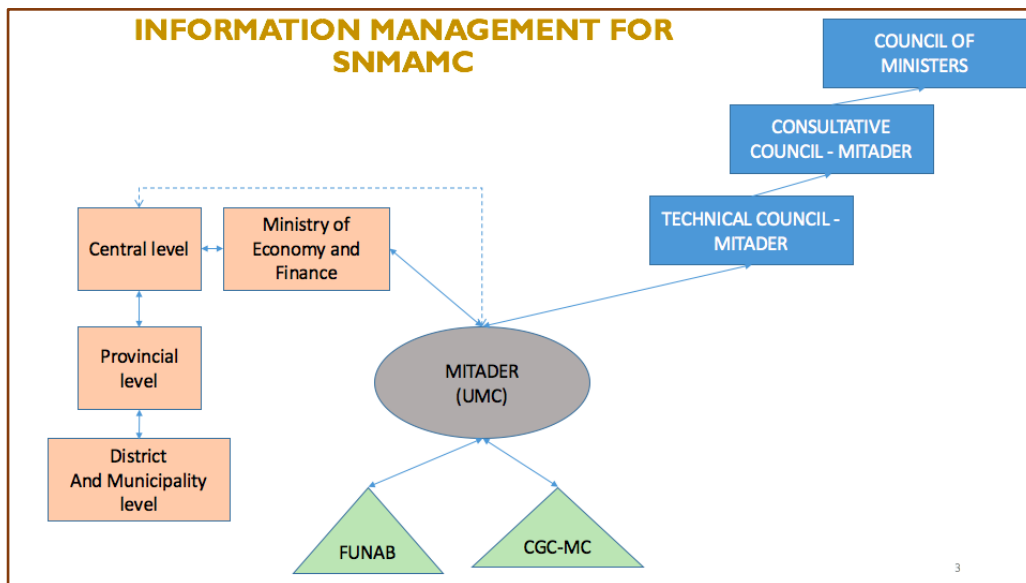 INFORMATION MANAGEMENT FOR
SNMAMC
COUNCIL OF
MINISTERS
CONSULTATIVE
COUNCIL - MITADER
TECHNICAL COUNCIL -
MITADER
Central level
Ministry of
Economy and
Finance
Provincial
level
MITADER
(UMC)
District
And Municipality
level
FUNAB
CGC-MC
3